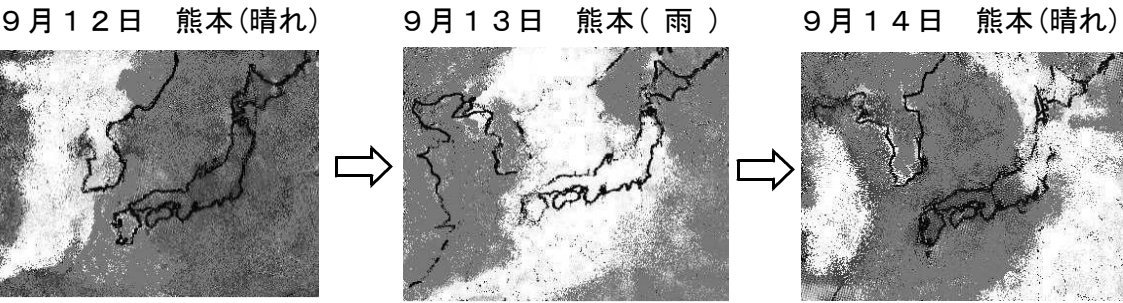 ９月１２日　熊本（晴れ）
９月１３日　熊本（ 雨 ）
９月１４日　熊本（晴れ）